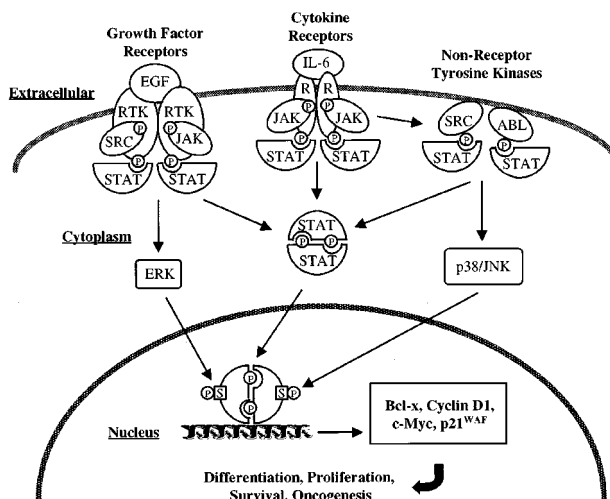 Growth Factor
Receptors
Cytokine
Receptors
Non-Receptor
Tyrosine Kinases
Extracellular
EGF
RTK RTK
SRC P P JAK
P P
STAT STAT
IL-6
R R
JAK P P JAK
P P
STAT STAT
SRC ABL
P P
STAT STAT
Cytoplasm
STAT
P P
STAT
ERK
p38/JNK
P S P S P
P
Nucleus
Bcl-x, Cyclin D1,
c-Myc, p21WAF
Differentiation, Proliferation,
Survival, Oncogenesis